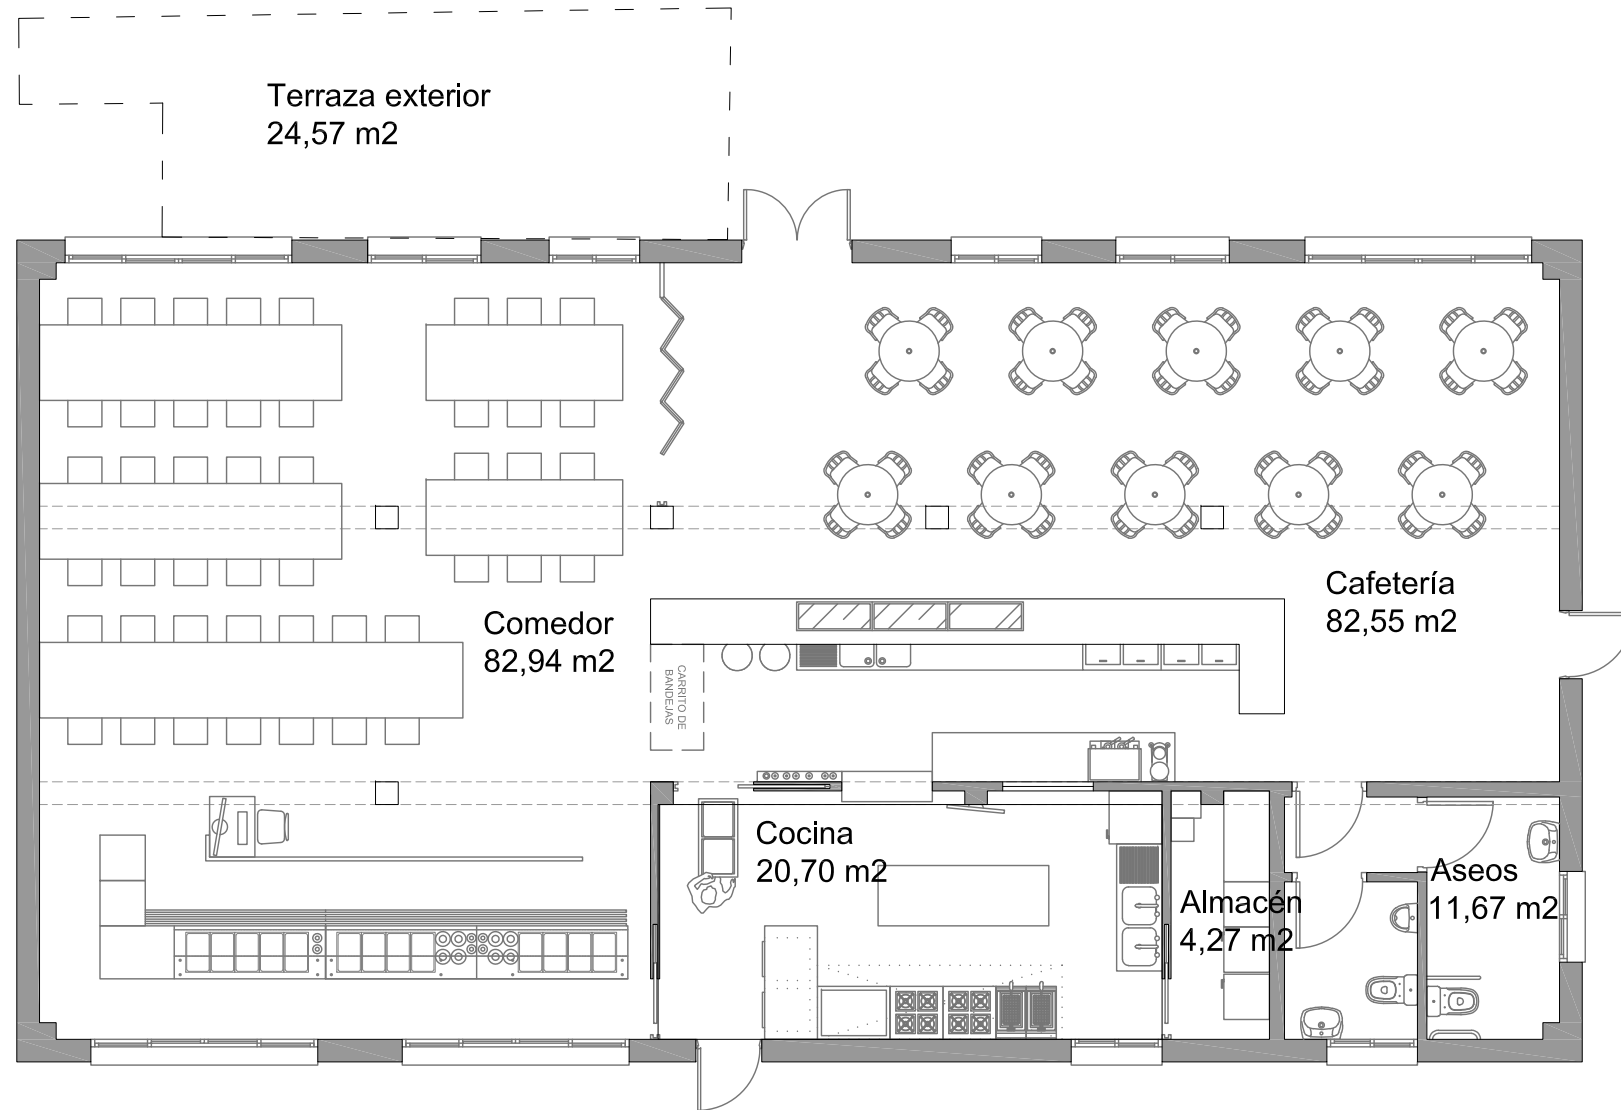 Terraza exterior
24,57 m2
Comedor
82,94 m2
Cafetería
82,55 m2
CARRITO DE
BANDEJAS
Cocina
20,70 m2
Almacén
4,27 m2
Aseos
11,67 m2